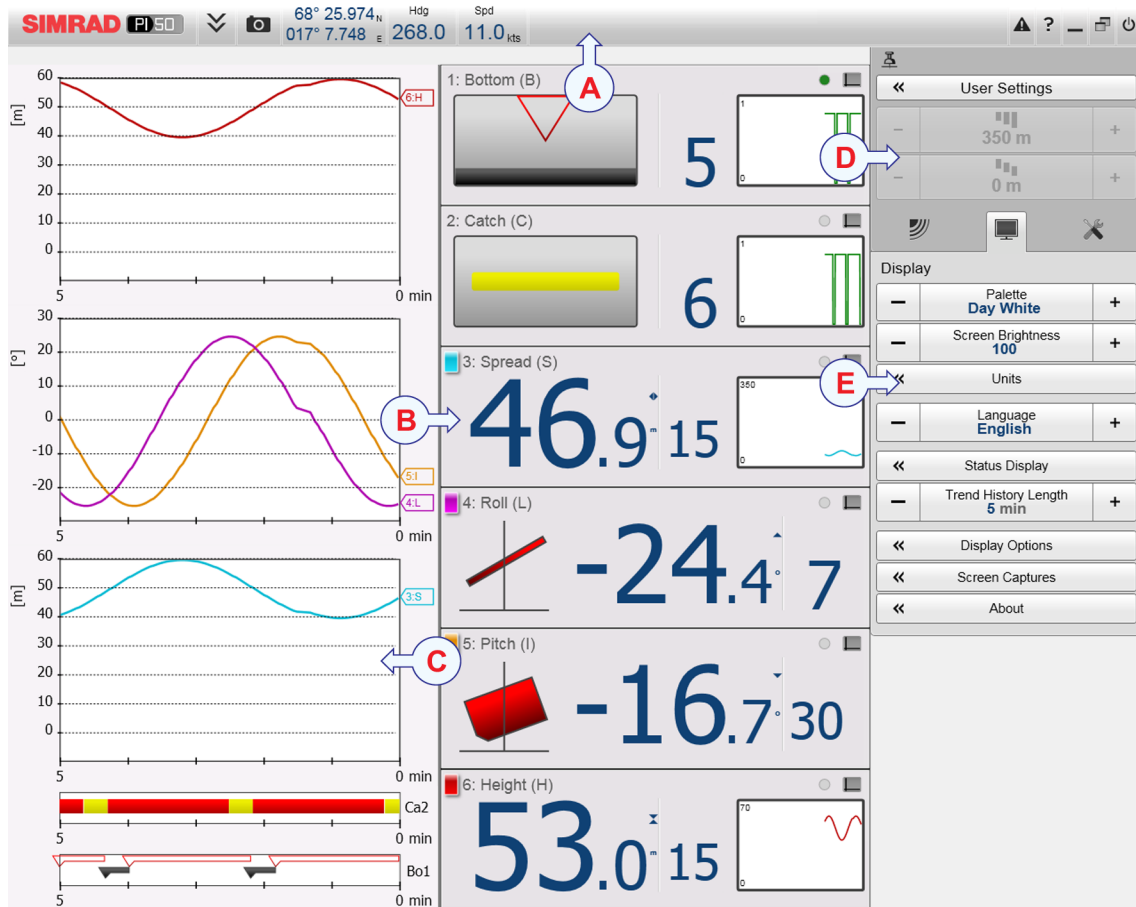 SIMRAD PI 50
68° 25.974 N
017° 7.748 E
Hdg
268.0
Spd
11.0 kts
?
A
60
50
40
30
20
10
0
[m]
6:H
5
0 min
30
20
10
0
-10
-20
[°]
5:I
4:L
5
0 min
60
50
40
30
20
10
0
[m]
3:S
C
5
0 min
Ca2
5
0 min
Bo1
5
0 min
1: Bottom (B)
5
1
0
2: Catch (C)
6
1
0
3: Spread (S)
B
46.9 m
15
350
0
4: Roll (L)
-24.4°
7
5: Pitch (I)
-16.7°
30
6: Height (H)
53.0 m
15
70
0
« User Settings
D
- 350 m +
- 0 m +
Display
Palette
− Day White +
Screen Brightness
− 100 +
E
« Units
Language
− English +
« Status Display
Trend History Length
− 5 min +
« Display Options
« Screen Captures
« About